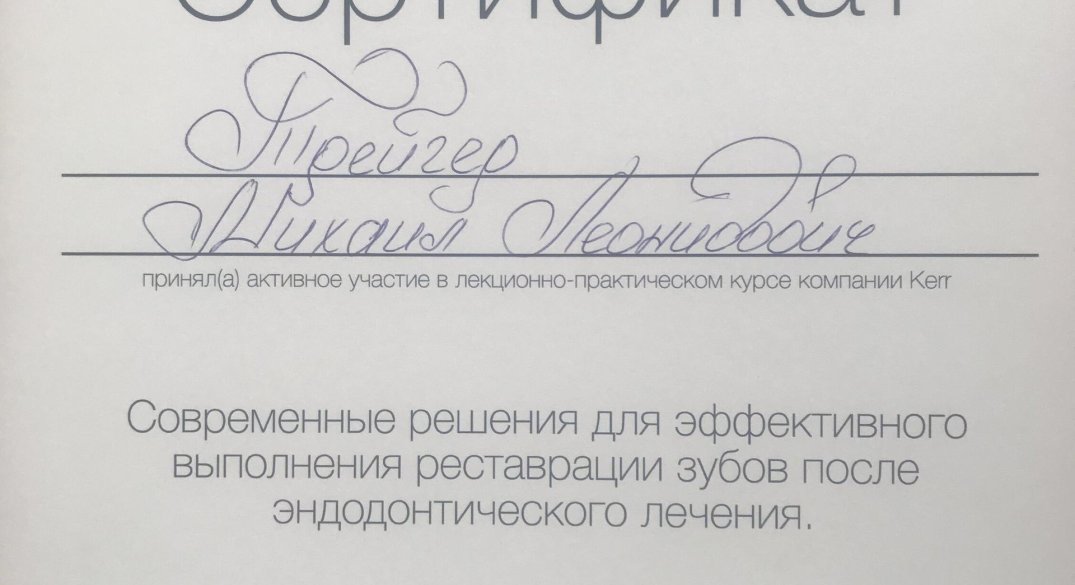 Сертификат
Трейгер
Михаил Леонидович
принял(а) активное участие в лекционно-практическом курсе компании Kerr
Современные решения для эффективного
выполнения реставрации зубов после
эндодонтического лечения.